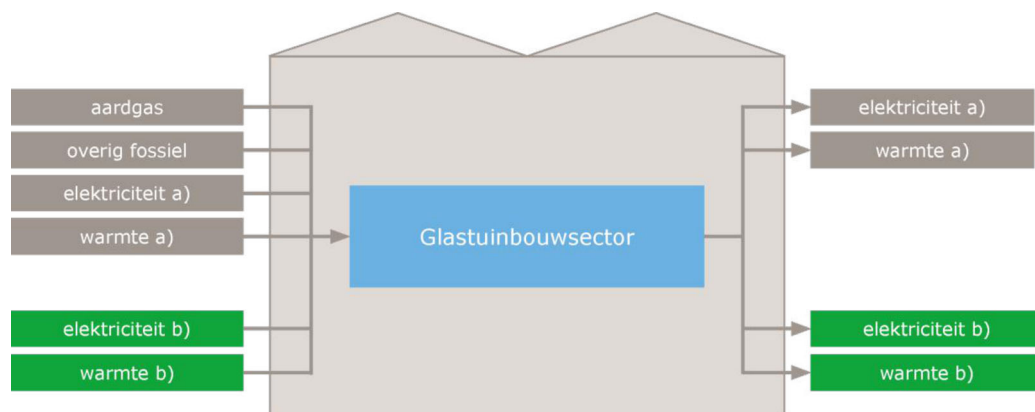 aardgas
overig fossiel
elektriciteit a)
warmte a)
elektriciteit b)
warmte b)
Glastuinbouwsector
elektriciteit a)
warmte a)
elektriciteit b)
warmte b)